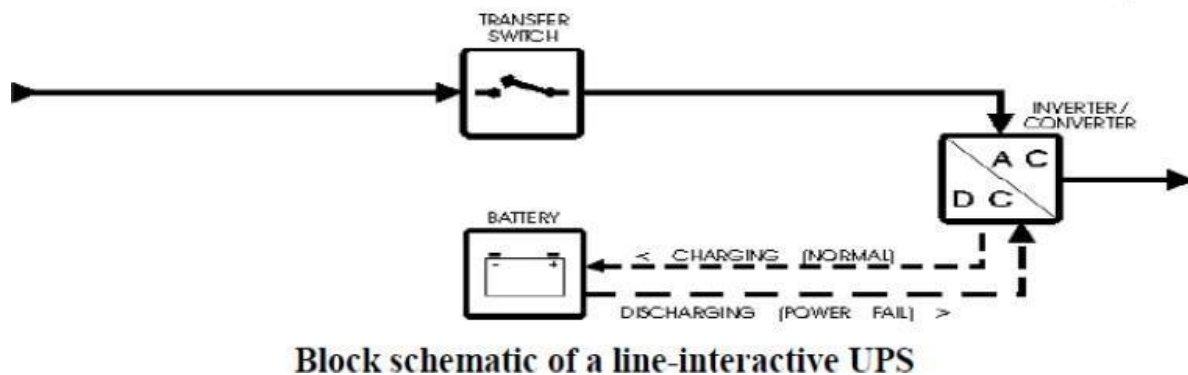 TRANSFER
SWITCH
INVERTER/
CONVERTER
A C
D C
BATTERY
- +
< CHARGING (NORMAL)
DISCHARGING (POWER FAIL) >
Block schematic of a line-interactive UPS